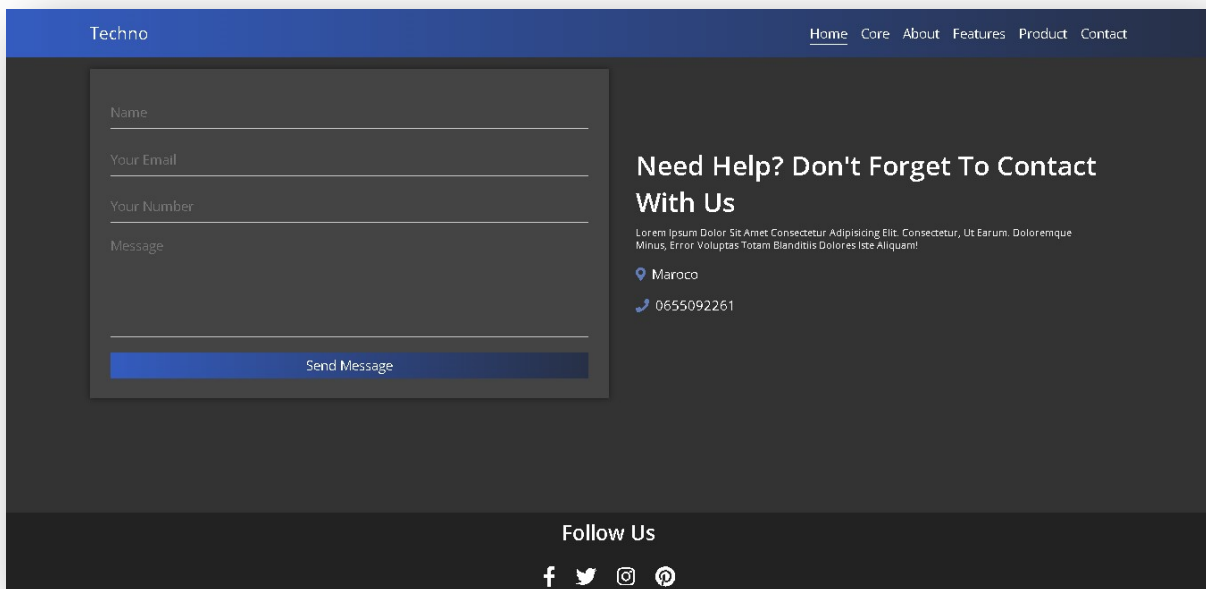 Techno
Home Core About Features Product Contact
Name
Your Email
Your Number
Message
Send Message
Need Help? Don't Forget To Contact
With Us
Lorem Ipsum Dolor Sit Amet Consectetur Adipisicing Elit. Consectetur, Ut Earum. Doloremque
Minus, Error Voluptas Totam Blanditiis Dolores Iste Aliquam!
Maroco
0655092261
Follow Us